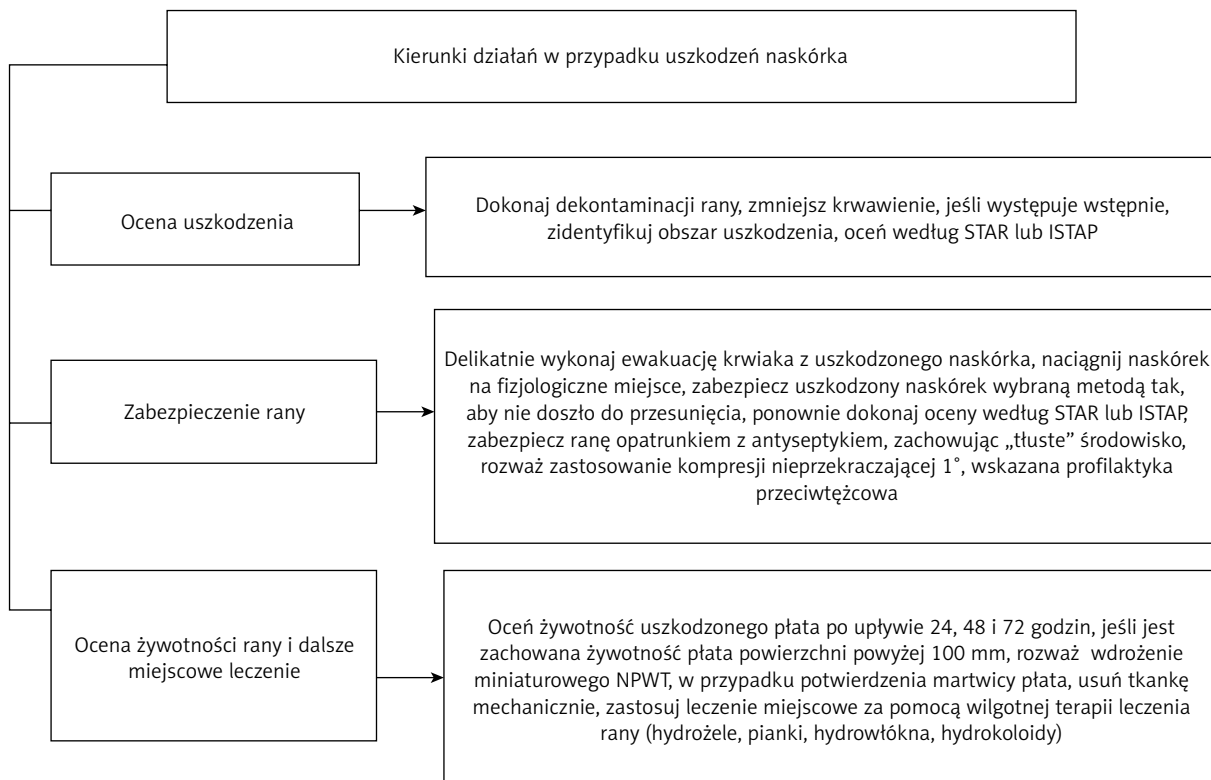 Kierunki działań w przypadku uszkodzeń naskórka
Ocena uszkodzenia
Dokonaj dekontaminacji rany, zmniejsz krwawienie, jeśli występuje wstępnie,
zidentyfikuj obszar uszkodzenia, oceń według STAR lub ISTAP
Zabezpieczenie rany
Delikatnie wykonaj ewakuację krwiaka z uszkodzonego naskórka, naciągnij naskórek
na fizjologiczne miejsce, zabezpiecz uszkodzony naskórek wybraną metodą tak,
aby nie doszło do przesunięcia, ponownie dokonaj oceny według STAR lub ISTAP,
zabezpiecz ranę opatrunkiem z antyseptykiem, zachowując „tłuste” środowisko,
rozważ zastosowanie kompresji nieprzekraczającej 1°, wskazana profilaktyka
przeciwtężcowa
Ocena żywotności rany i dalsze
miejscowe leczenie
Oceń żywotność uszkodzonego płata po upływie 24, 48 i 72 godzin, jeśli jest
zachowana żywotność płata powierzchni powyżej 100 mm, rozważ wdrożenie
miniaturowego NPWT, w przypadku potwierdzenia martwicy płata, usuń tkankę
mechanicznie, zastosuj leczenie miejscowe za pomocą wilgotnej terapii leczenia
rany (hydrożele, pianki, hydrowłókna, hydrokoloidy)